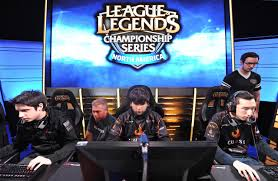 LEAGUE OF LEGENDS
CHAMPIONSHIP
SERIES
NORTH AMERICA